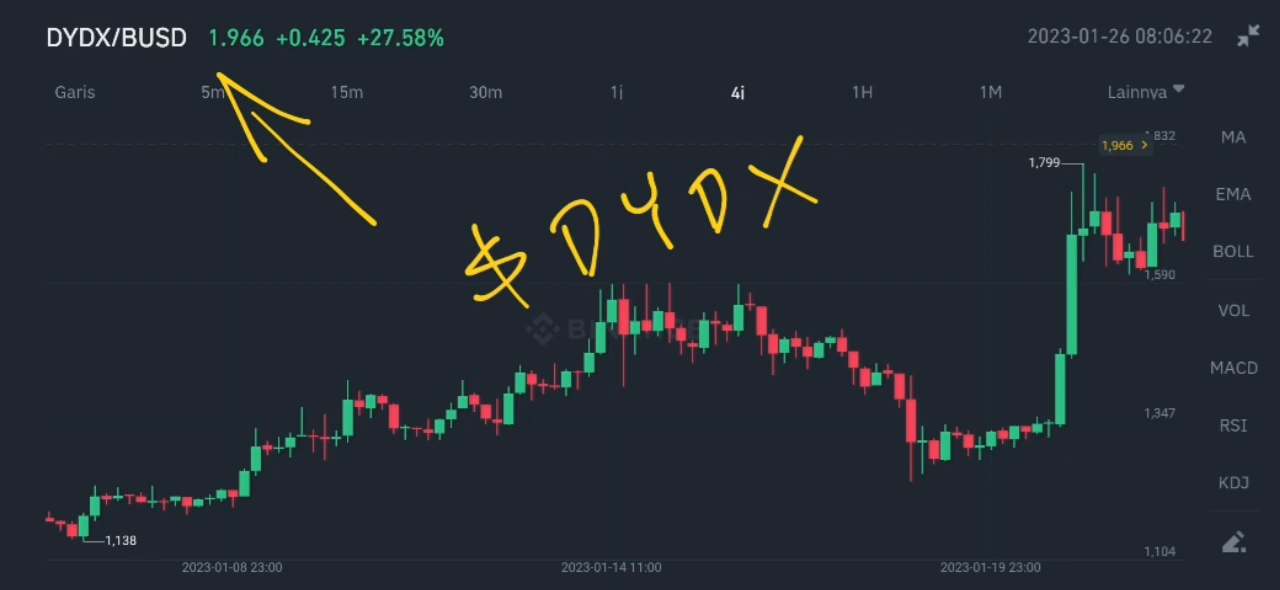 DYDX/BUSD 1.966 +0.425 +27.58% 2023-01-26 08:06:22
Garis 5m 15m 30m 1j 4j 1H 1M Lainnya
1,832 MA
1,966 >
1,799
$DYDX
EMA
BOLL
1,590
VOL
MACD
1,347
RSI
KDJ
1,138
1,104
2023-01-08 23:00 2023-01-14 11:00 2023-01-19 23:00